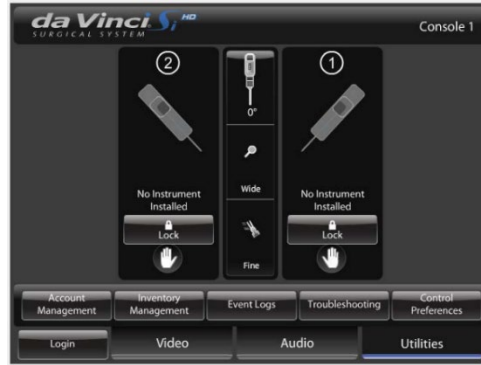 da Vinci Si HD
SURGICAL SYSTEM
Console 1
2
No Instrument
Installed
Lock
0°
Wide
Fine
1
No Instrument
Installed
Lock
Account
Management
Inventory
Management
Event Logs
Troubleshooting
Control
Preferences
Login
Video
Audio
Utilities